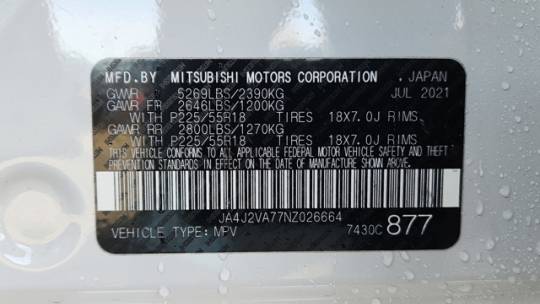 MFD.BY MITSUBISHI MOTORS CORPORATION , JAPAN
GVWR 5269LBS/2390KG JUL 2021
GAWR FR 2646LBS/1200KG
WITH P225/55R18 TIRES 18X7.0J RIMS
GAWR RR 2800LBS/1270KG
WITH P225/55R18 TIRES 18X7.0J RIMS
THIS VEHICLE CONFORMS TO ALL APPLICABLE FEDERAL MOTOR VEHICLE SAFETY
STANDARDS IN EFFECT ON THE DATE OF MANUFACTURE SHOWN ABOVE.
JA4J2VA77NZ026664
VEHICLE TYPE: MPV 7430C 877